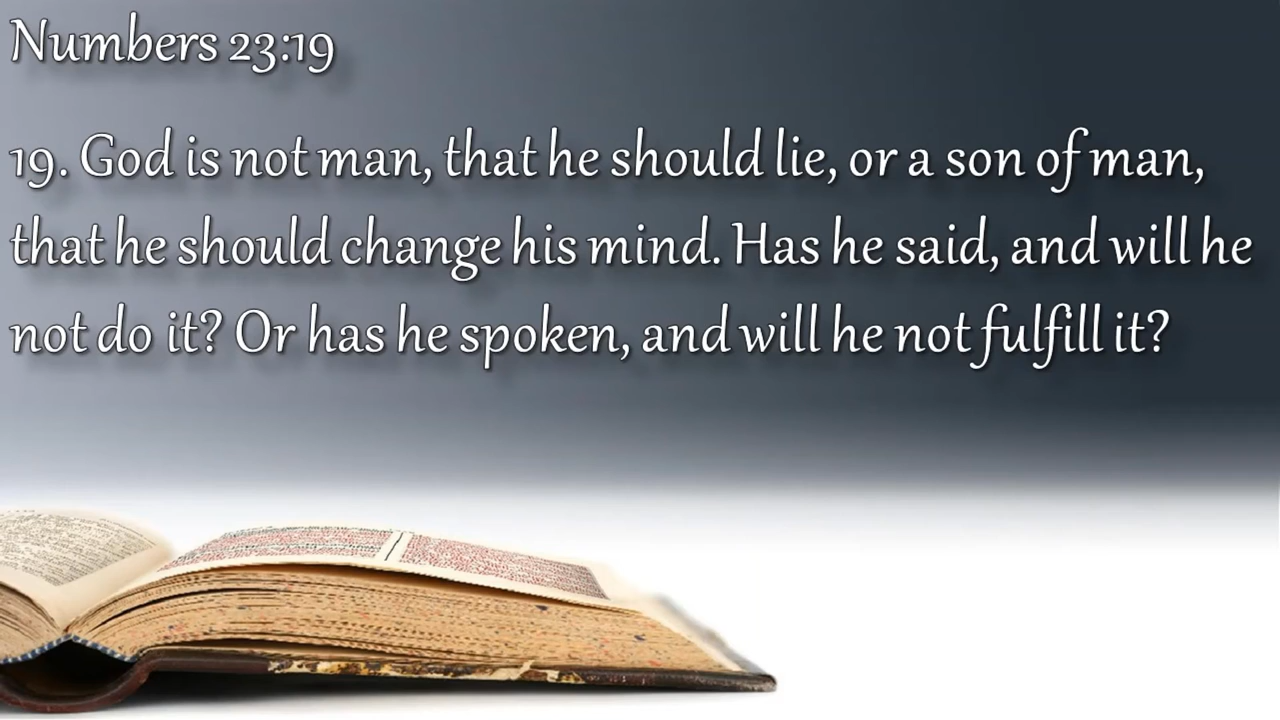 Numbers 23:19
19. God is not man, that he should lie, or a son of man,
that he should change his mind. Has he said, and will he
not do it? Or has he spoken, and will he not fulfill it?